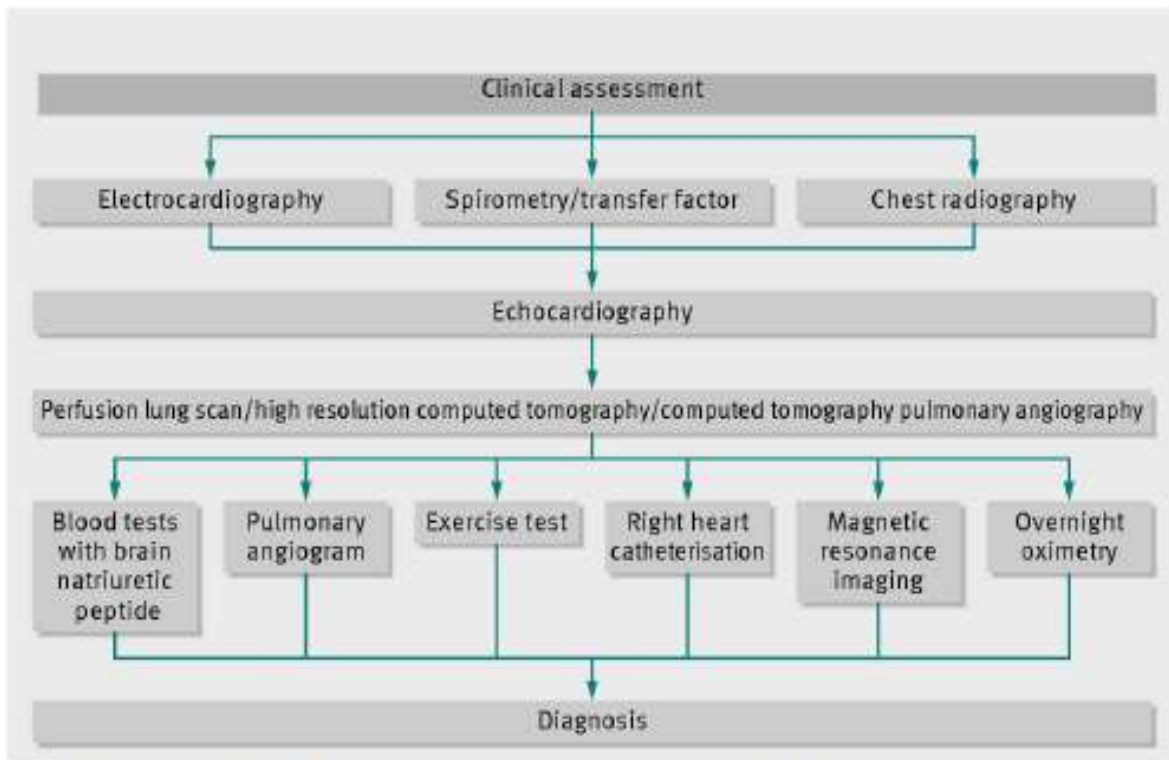 Clinical assessment
Electrocardiography
Spirometry/transfer factor
Chest radiography
Echocardiography
Perfusion lung scan/high resolution computed tomography/computed tomography pulmonary angiography
Blood tests
with brain
natriuretic
peptide
Pulmonary
angiogram
Exercise test
Right heart
catheterisation
Magnetic
resonance
imaging
Overnight
oximetry
Diagnosis